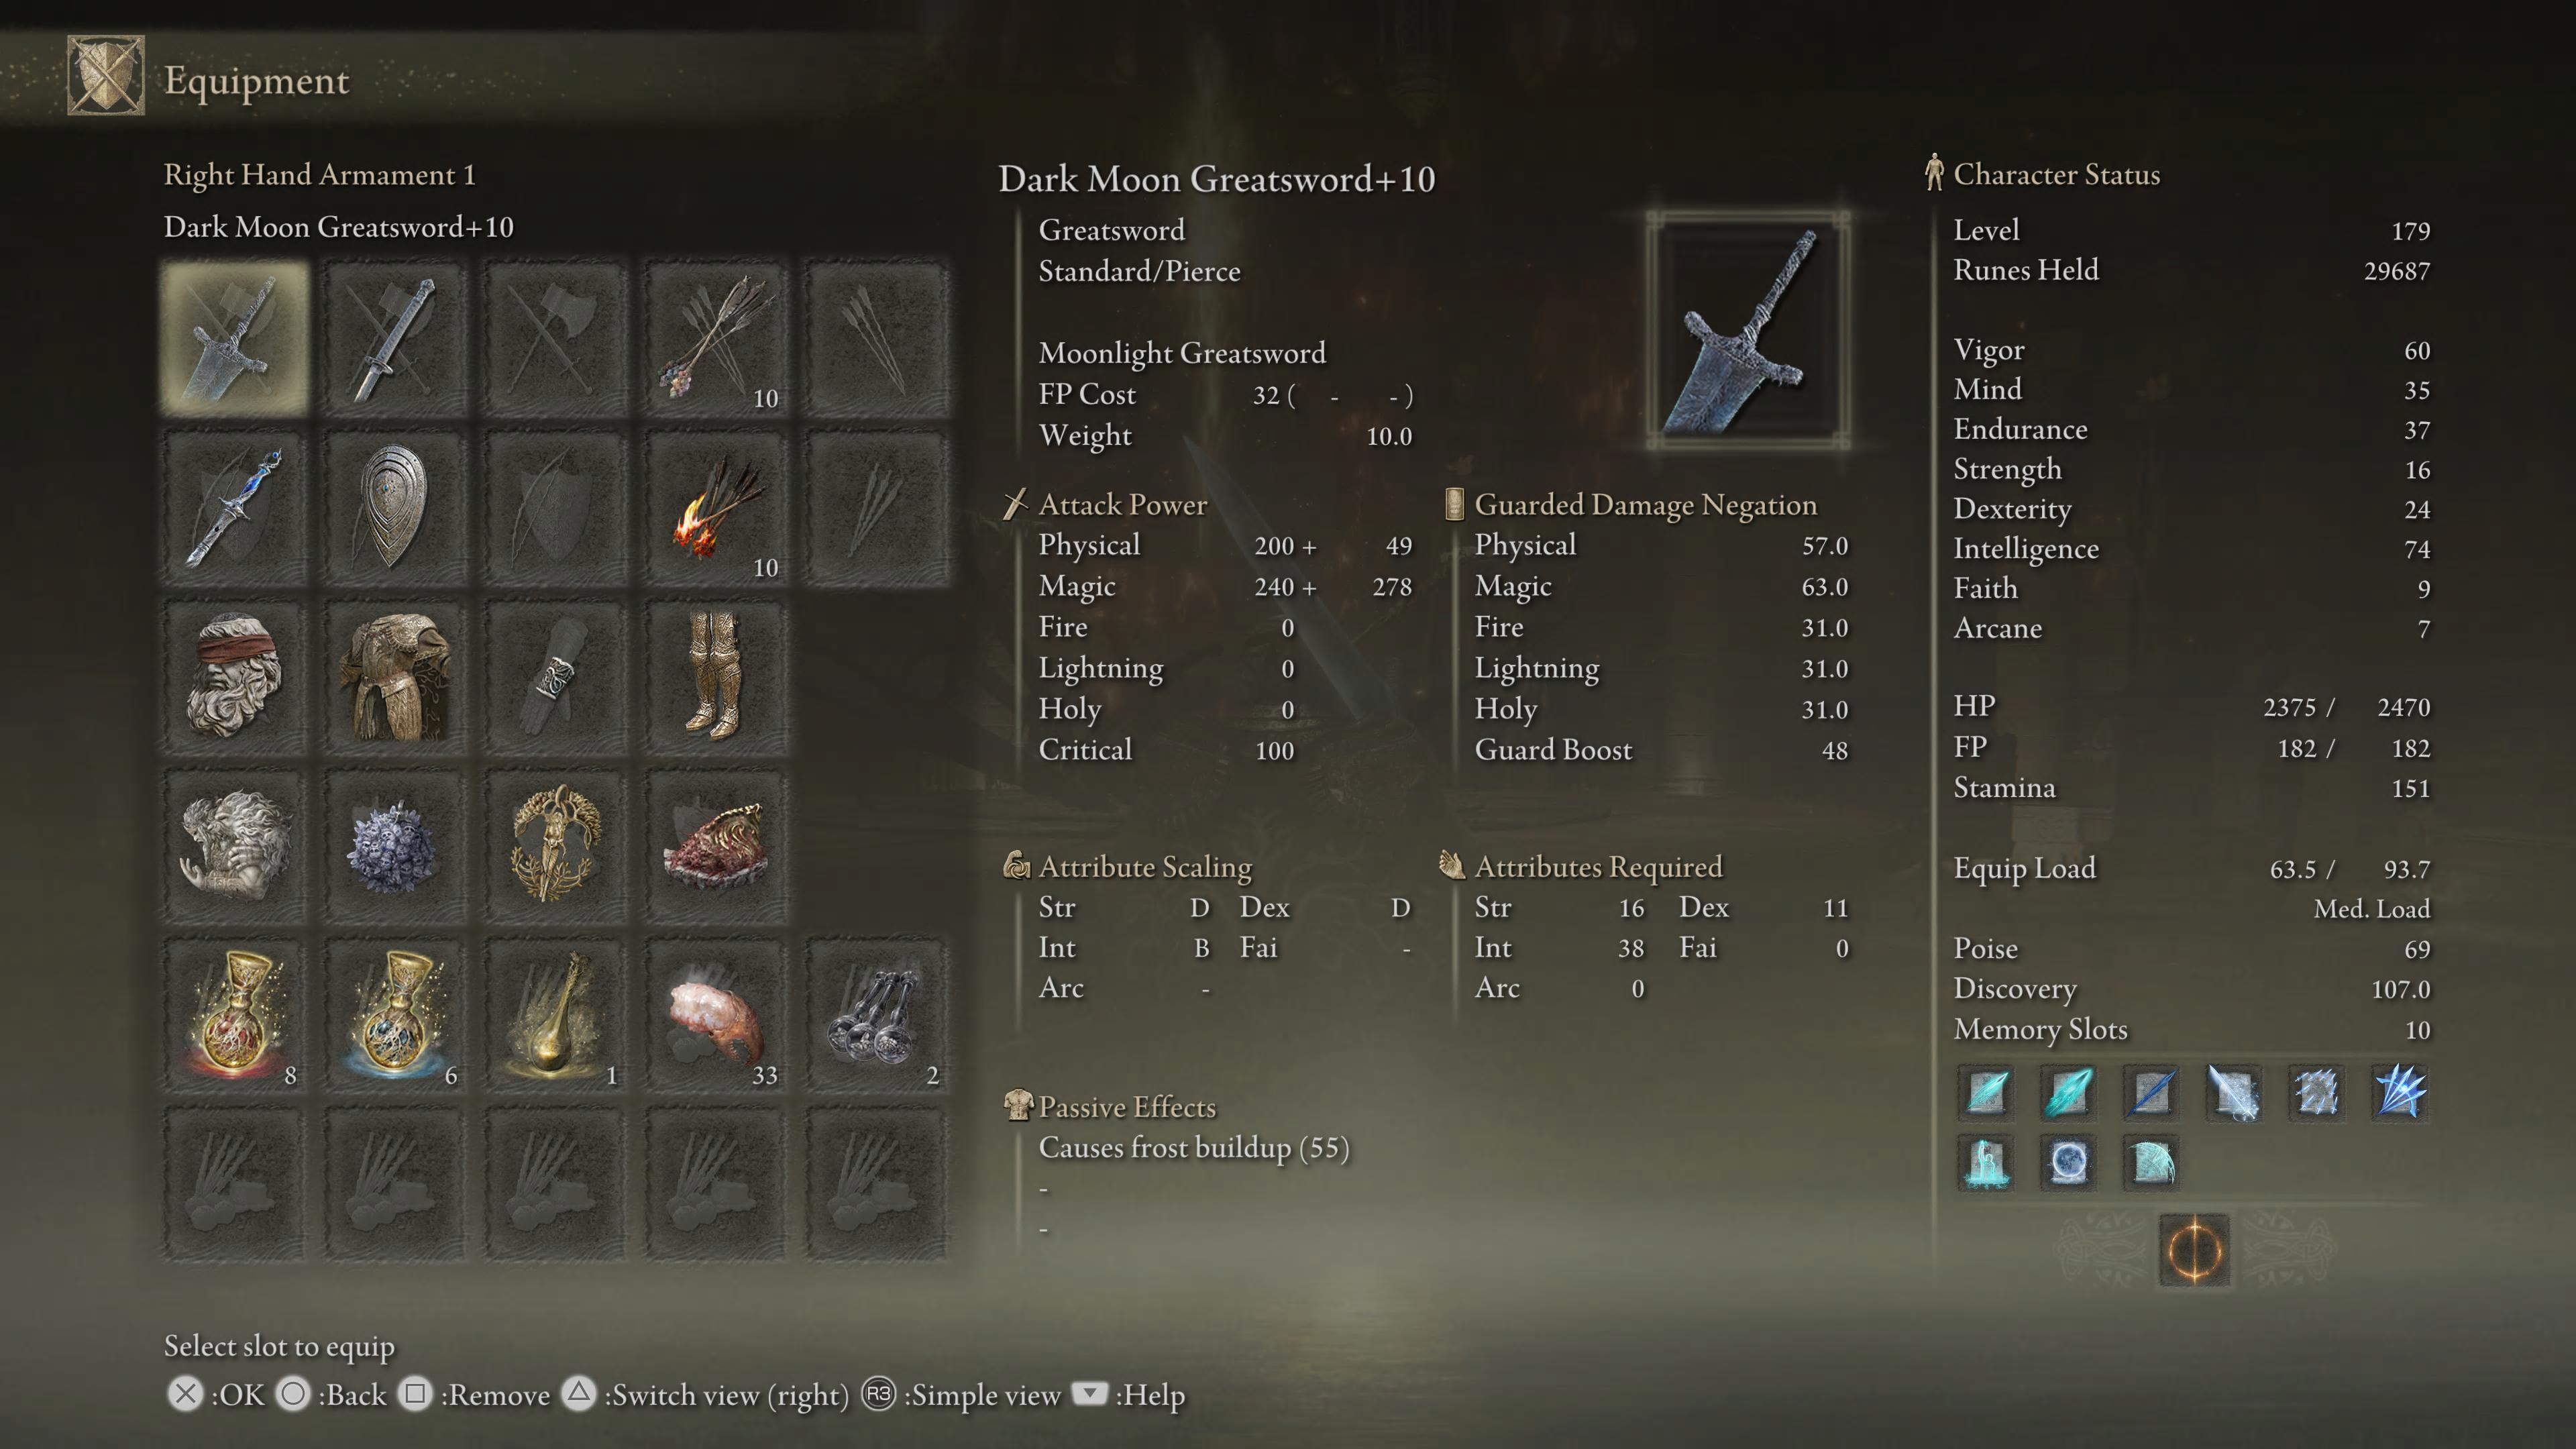 Equipment
Right Hand Armament 1
Dark Moon Greatsword+10
10
10
8
6
1
33
2
Dark Moon Greatsword+10
Greatsword
Standard/Pierce
Moonlight Greatsword
FP Cost 32 ( - - )
Weight 10.0
Attack Power
Physical 200 + 49
Magic 240 + 278
Fire 0
Lightning 0
Holy 0
Critical 100
Guarded Damage Negation
Physical 57.0
Magic 63.0
Fire 31.0
Lightning 31.0
Holy 31.0
Guard Boost 48
Attribute Scaling
Str D Dex D
Int B Fai -
Arc -
Attributes Required
Str 16 Dex 11
Int 38 Fai 0
Arc 0
Passive Effects
Causes frost buildup (55)
-
-
Character Status
Level 179
Runes Held 29687
Vigor 60
Mind 35
Endurance 37
Strength 16
Dexterity 24
Intelligence 74
Faith 9
Arcane 7
HP 2375 / 2470
FP 182 / 182
Stamina 151
Equip Load 63.5 / 93.7
Med. Load
Poise 69
Discovery 107.0
Memory Slots 10
Select slot to equip
:OK :Back :Remove :Switch view (right) R3 :Simple view :Help